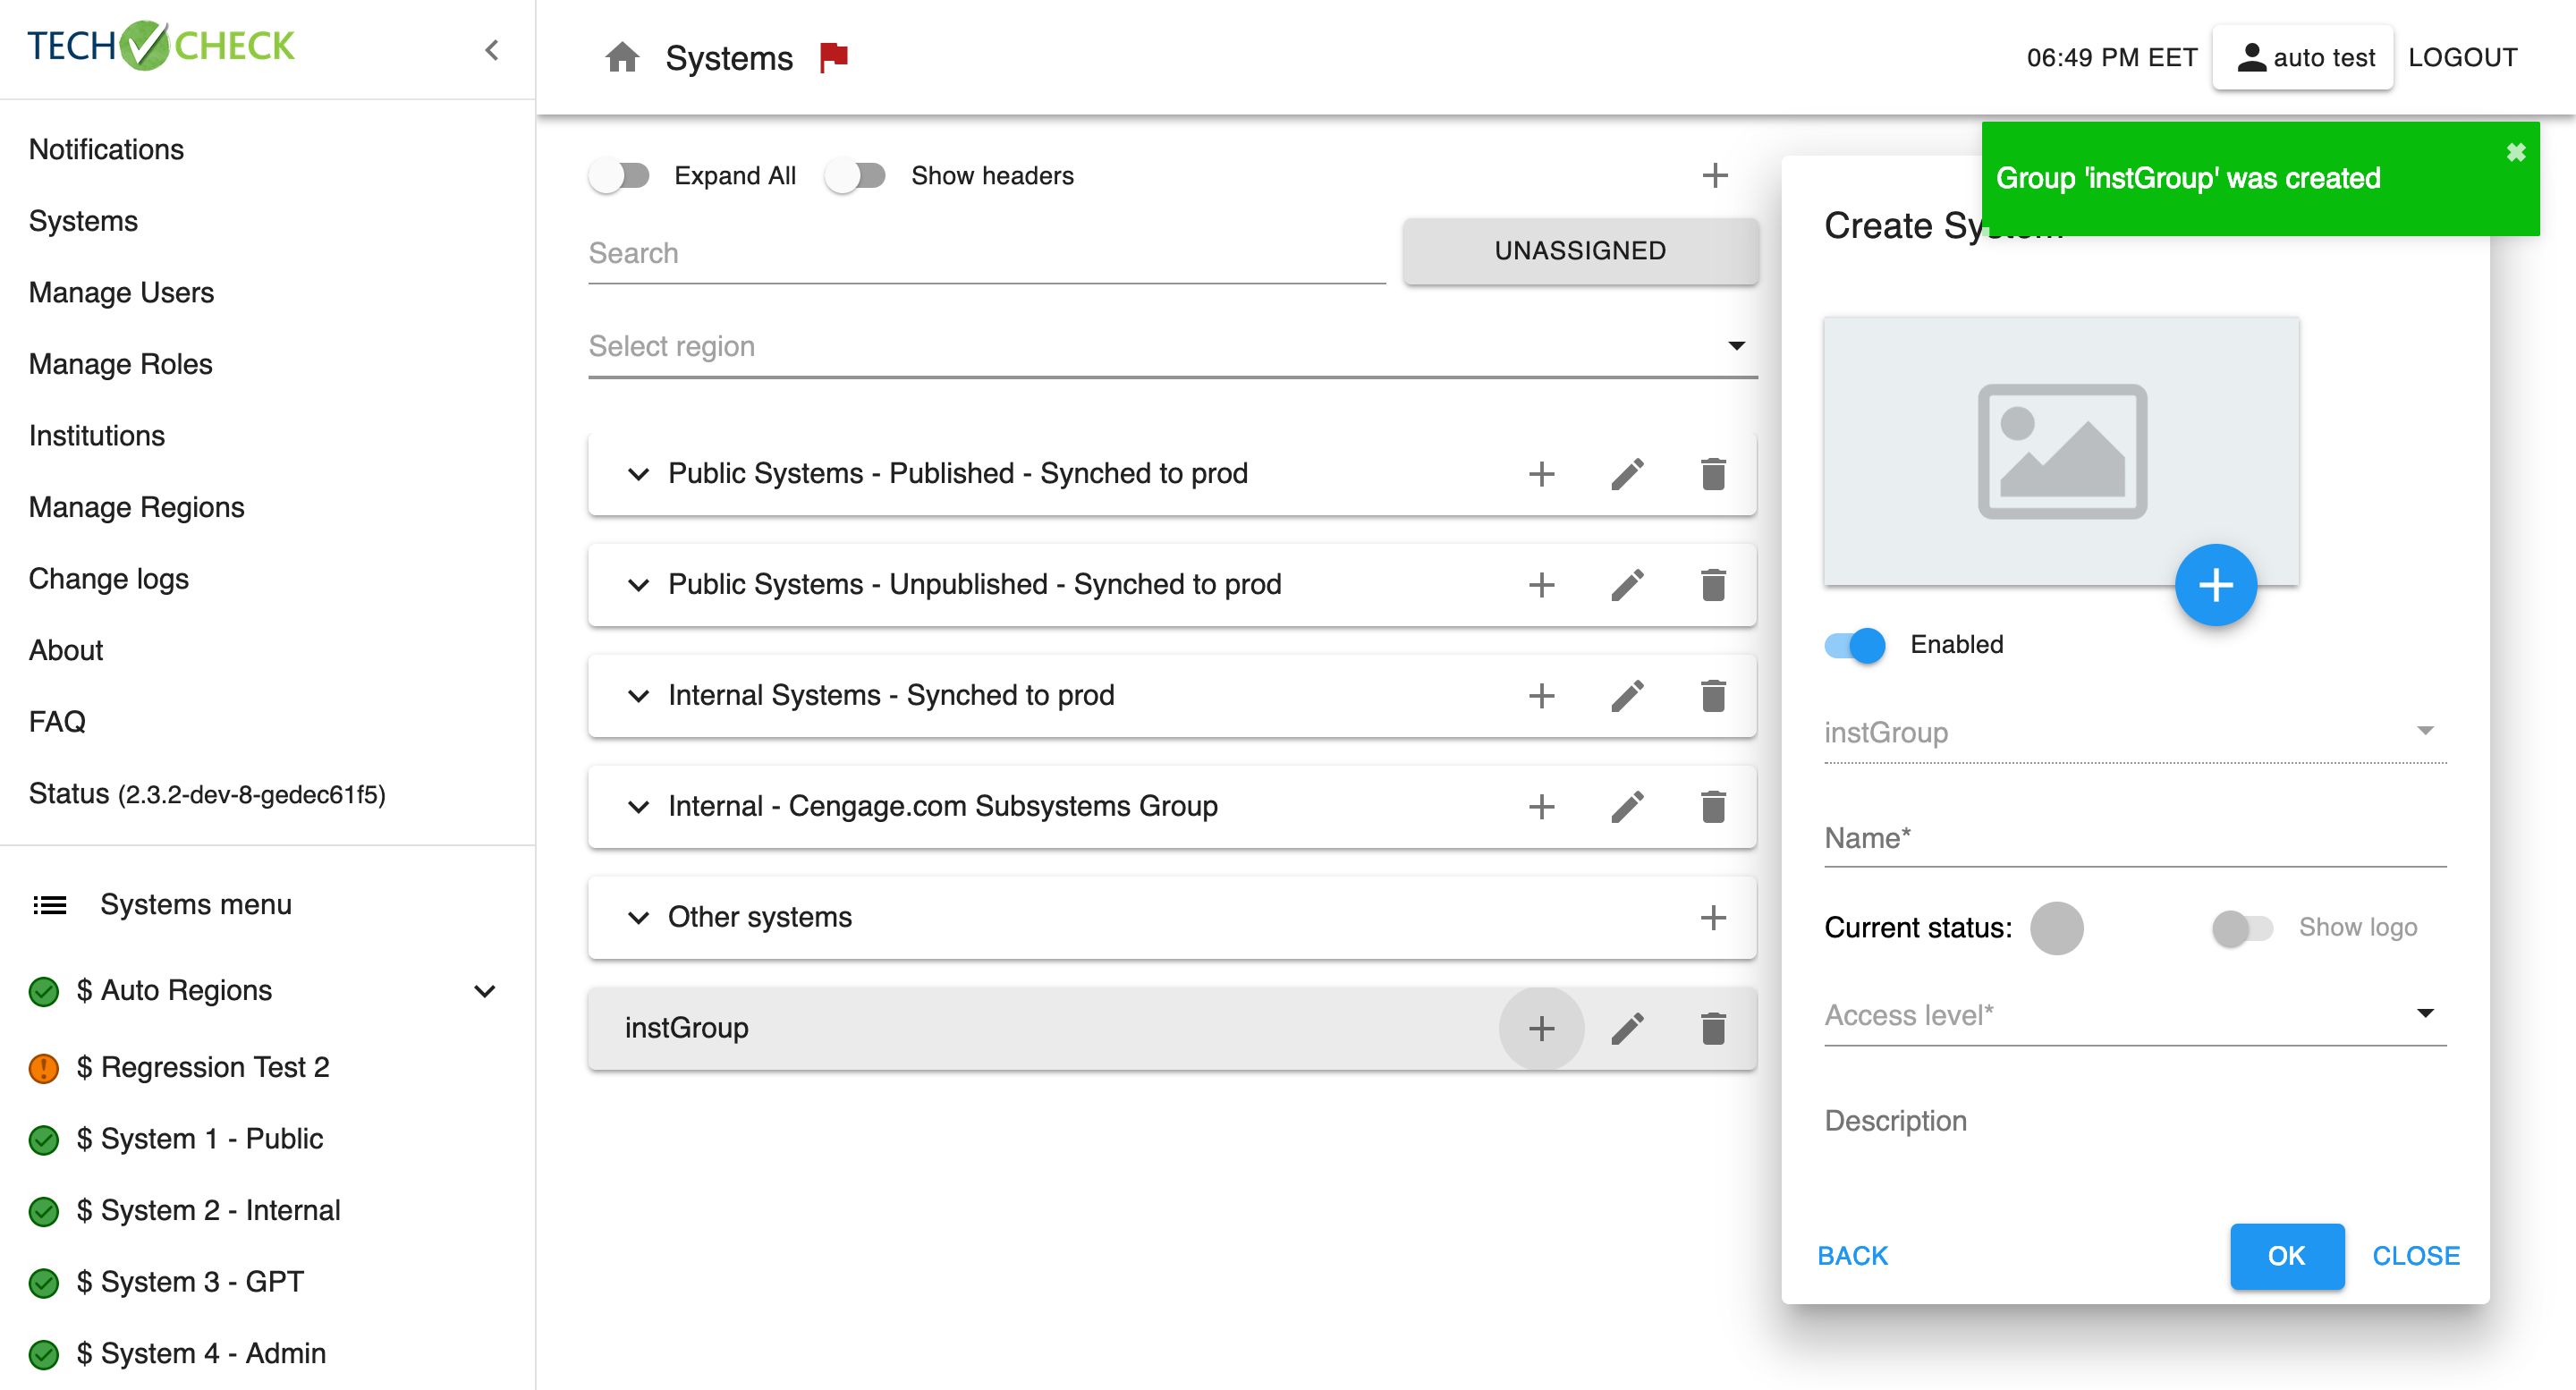 TECH CHECK
Notifications
Systems
Manage Users
Manage Roles
Institutions
Manage Regions
Change logs
About
FAQ
Status (2.3.2-dev-8-gedec61f5)
Systems menu
$ Auto Regions
$ Regression Test 2
$ System 1 - Public
$ System 2 - Internal
$ System 3 - GPT
$ System 4 - Admin
Systems
06:49 PM EET
auto test
LOGOUT
Expand All
Show headers
Search
UNASSIGNED
Select region
Public Systems - Published - Synched to prod
Public Systems - Unpublished - Synched to prod
Internal Systems - Synched to prod
Internal - Cengage.com Subsystems Group
Other systems
instGroup
Group 'instGroup' was created
Create System
Enabled
instGroup
Name*
Current status:
Show logo
Access level*
Description
BACK
OK
CLOSE